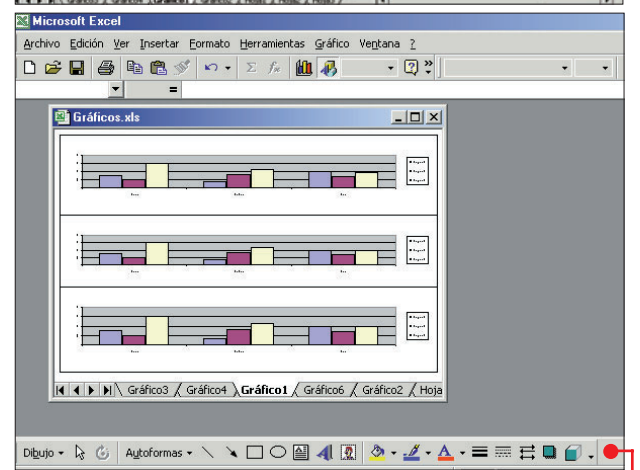 Microsoft Excel
Archivo Edición Ver Insertar Formato Herramientas Gráfico Ventana ?
Gráficos.xls
Gráfico3 Gráfico4 Gráfico1 Gráfico6 Gráfico2 Hoja
Dibujo Autoformas